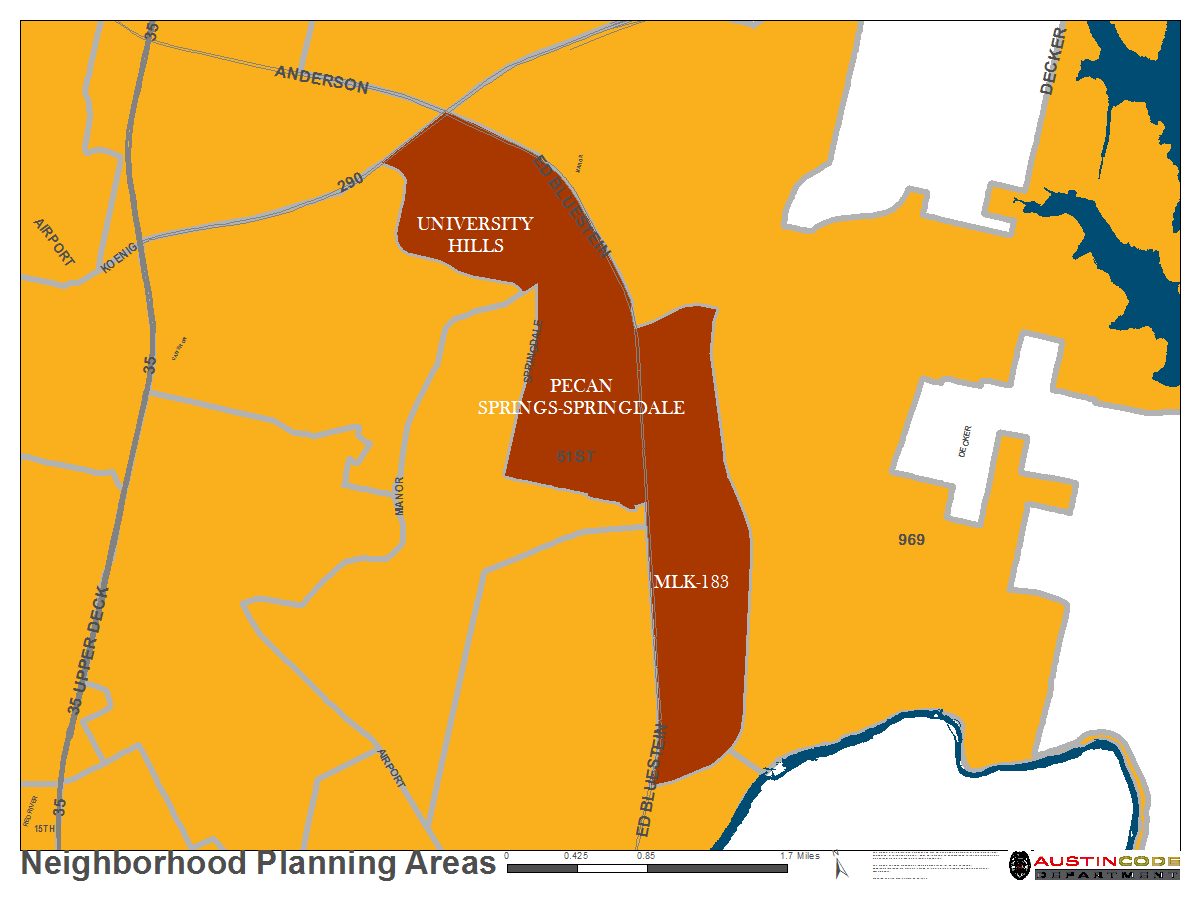 35
DECKER
ANDERSON
ED BLUESTEIN
MANOR
290
UNIVERSITY
HILLS
AIRPORT
KOENIG
SPRINGDALE
35
PECAN
SPRINGS-SPRINGDALE
51ST
DECKER
MANOR
969
MLK-183
35 UPPER DECK
ED BLUESTEIN
AIRPORT
35
RED RIVER
15TH
Neighborhood Planning Areas
0 0.425 0.85 1.7 Miles
N
AUSTINCODE
DEPARTMENT